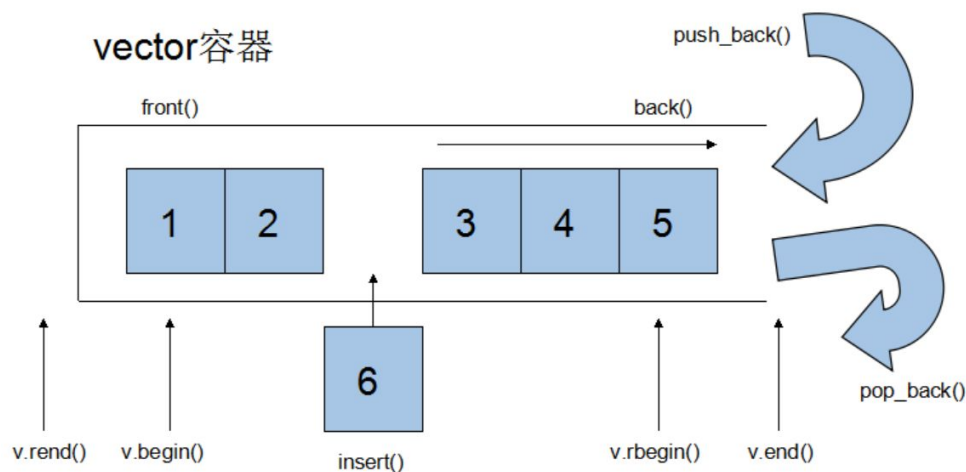 vector容器
push_back()
front()
back()
1 2 3 4 5
6
pop_back()
v.rend() v.begin() insert() v.rbegin() v.end()